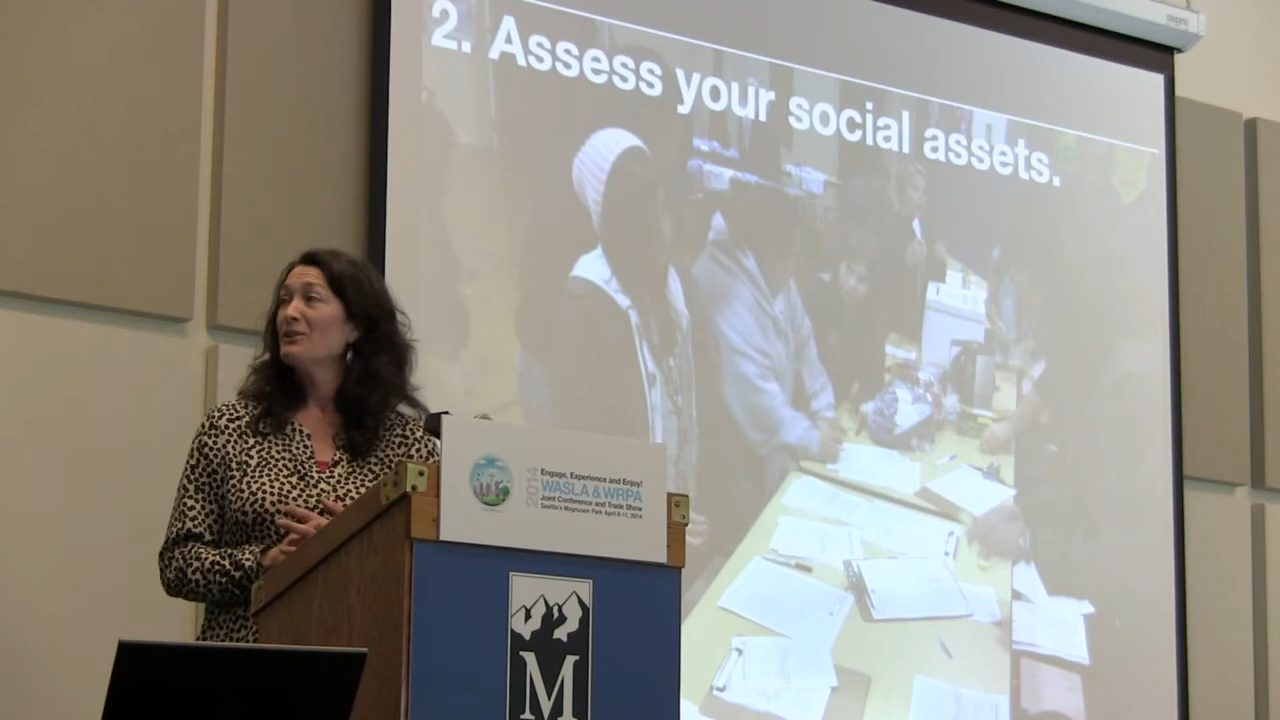 2. Assess your social assets.
2014
Engage, Experience and Enjoy!
WASLA & WRPA
Joint Conference and Trade Show
Seattle's Magnuson Park April 8-11, 2014
M